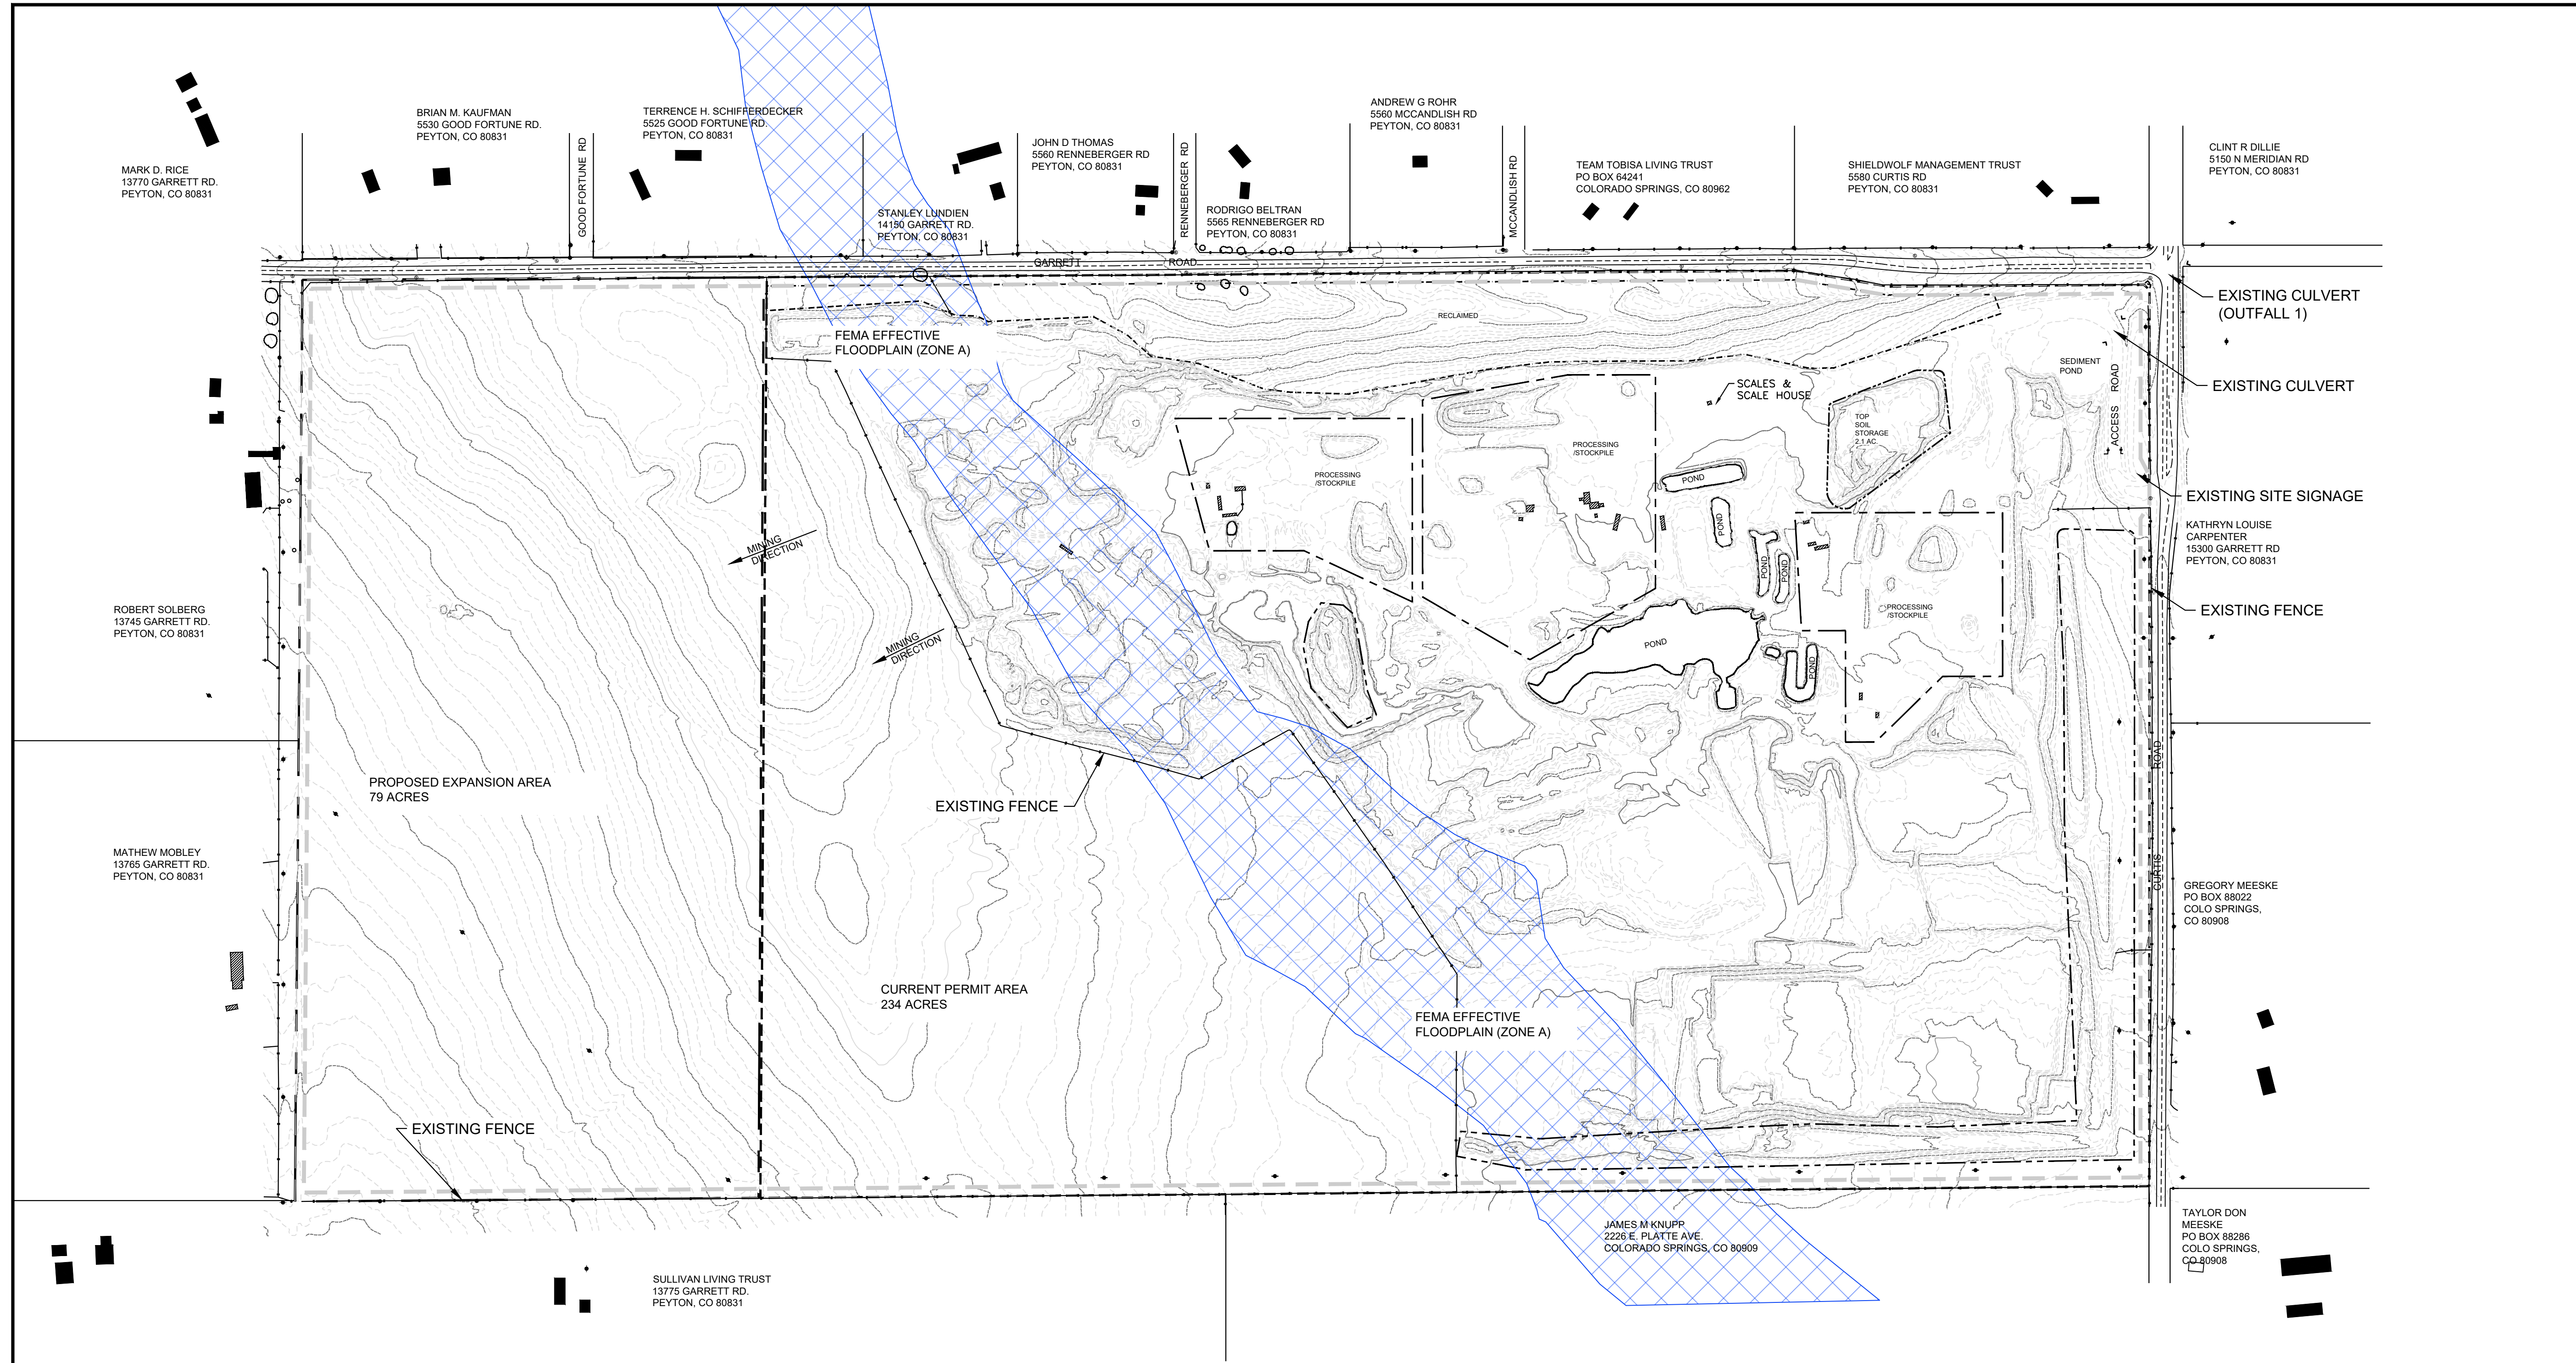 MARK D. RICE
13770 GARRETT RD.
PEYTON, CO 80831
BRIAN M. KAUFMAN
5530 GOOD FORTUNE RD.
PEYTON, CO 80831
GOOD FORTUNE RD
TERRENCE H. SCHIFFERDECKER
5525 GOOD FORTUNE RD.
PEYTON, CO 80831
STANLEY LUNDIEN
14150 GARRETT RD.
PEYTON, CO 80831
JOHN D THOMAS
5560 RENNEBERGER RD
PEYTON, CO 80831
RENNEBERGER RD
RODRIGO BELTRAN
5565 RENNEBERGER RD
PEYTON, CO 80831
ANDREW G ROHR
5560 MCCANDLISH RD
PEYTON, CO 80831
MCCANDLISH RD
TEAM TOBISA LIVING TRUST
PO BOX 64241
COLORADO SPRINGS, CO 80962
SHIELDWOLF MANAGEMENT TRUST
5580 CURTIS RD
PEYTON, CO 80831
CLINT R DILLIE
5150 N MERIDIAN RD
PEYTON, CO 80831
GARRETT ROAD
EXISTING CULVERT
(OUTFALL 1)
RECLAIMED
FEMA EFFECTIVE
FLOODPLAIN (ZONE A)
SEDIMENT
POND
ACCESS ROAD
EXISTING CULVERT
SCALES &
SCALE HOUSE
TOP
SOIL
STORAGE
2.1 AC.
PROCESSING
/STOCKPILE
PROCESSING
/STOCKPILE
POND
POND
POND
POND
EXISTING SITE SIGNAGE
KATHRYN LOUISE
CARPENTER
15300 GARRETT RD
PEYTON, CO 80831
MINING
DIRECTION
MINING
DIRECTION
ROBERT SOLBERG
13745 GARRETT RD.
PEYTON, CO 80831
PROCESSING
/STOCKPILE
EXISTING FENCE
POND
POND
PROPOSED EXPANSION AREA
79 ACRES
EXISTING FENCE
CURTIS ROAD
MATHEW MOBLEY
13765 GARRETT RD.
PEYTON, CO 80831
GREGORY MEESKE
PO BOX 88022
COLO SPRINGS,
CO 80908
CURRENT PERMIT AREA
234 ACRES
FEMA EFFECTIVE
FLOODPLAIN (ZONE A)
EXISTING FENCE
JAMES M KNUPP
2226 E. PLATTE AVE.
COLORADO SPRINGS, CO 80909
TAYLOR DON
MEESKE
PO BOX 88286
COLO SPRINGS,
CO 80908
SULLIVAN LIVING TRUST
13775 GARRETT RD.
PEYTON, CO 80831